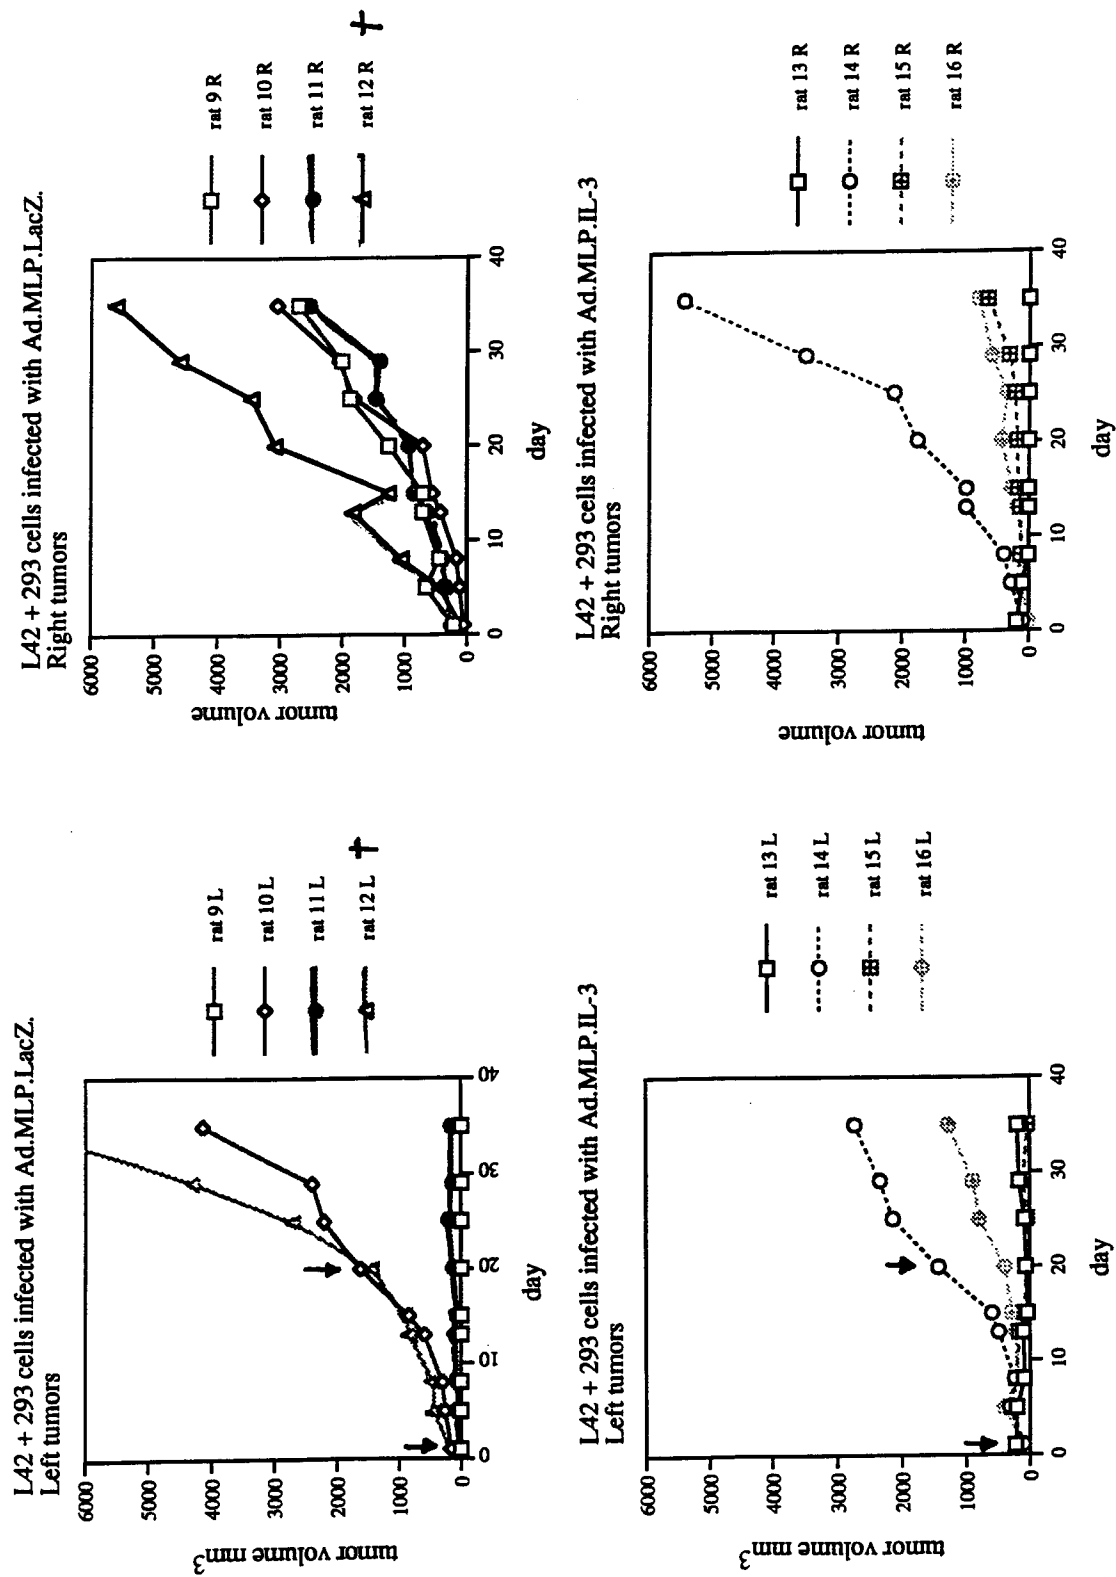 L42 + 293 cells infected with Ad.MLP.LacZ.
Left tumors
tumor volume mm3
6000
5000
4000
3000
2000
1000
0
0
10
20
30
40
day
rat 9 L
rat 10 L
rat 11 L
rat 12 L †
L42 + 293 cells infected with Ad.MLP.LacZ.
Right tumors
tumor volume
6000
5000
4000
3000
2000
1000
0
0
10
20
30
40
day
rat 9 R
rat 10 R
rat 11 R
rat 12 R †
L42 + 293 cells infected with Ad.MLP.IL-3
Left tumors
tumor volume mm3
6000
5000
4000
3000
2000
1000
0
0
10
20
30
40
day
rat 13 L
rat 14 L
rat 15 L
rat 16 L
L42 + 293 cells infected with Ad.MLP.IL-3
Right tumors
tumor volume
6000
5000
4000
3000
2000
1000
0
0
10
20
30
40
day
rat 13 R
rat 14 R
rat 15 R
rat 16 R